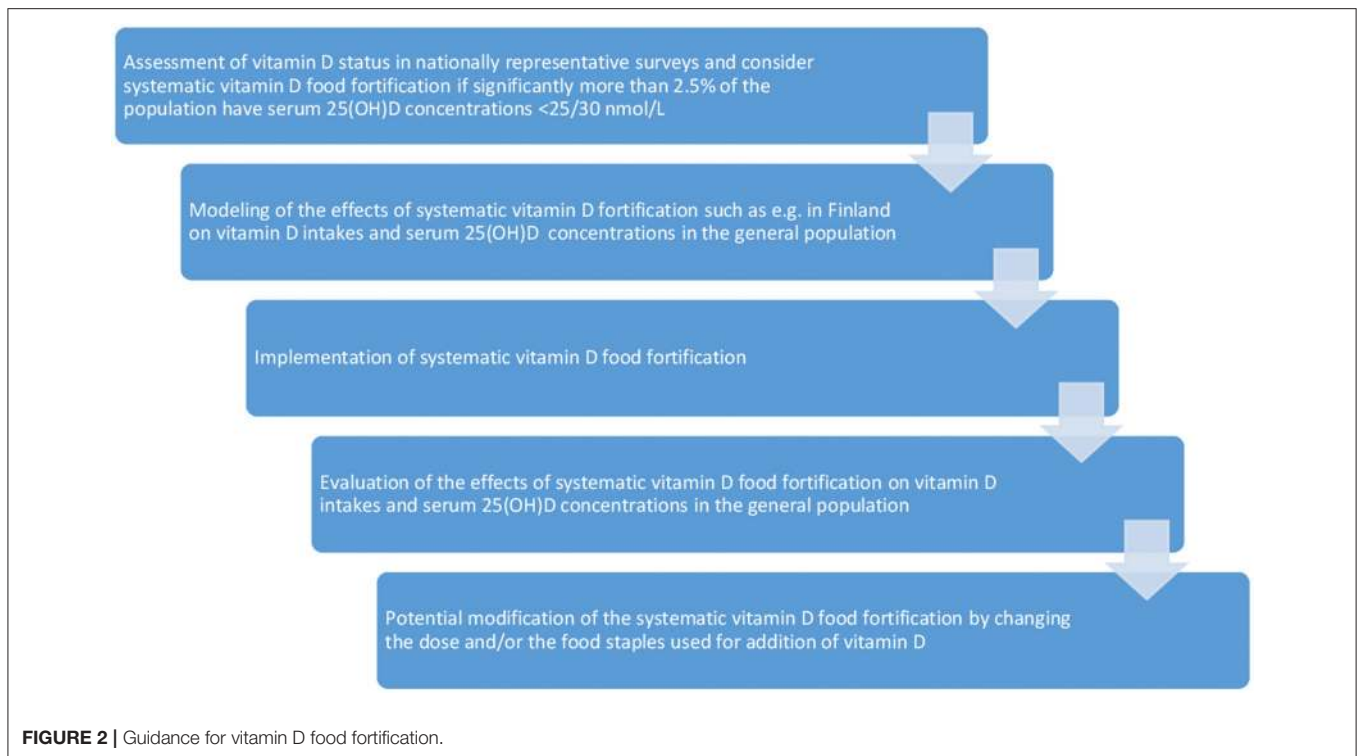 Assessment of vitamin D status in nationally representative surveys and consider
systematic vitamin D food fortification if significantly more than 2.5% of the
population have serum 25(OH)D concentrations <25/30 nmol/L
Modeling of the effects of systematic vitamin D fortification such as e.g. in Finland
on vitamin D intakes and serum 25(OH)D concentrations in the general population
Implementation of systematic vitamin D food fortification
Evaluation of the effects of systematic vitamin D food fortification on vitamin D
intakes and serum 25(OH)D concentrations in the general population
Potential modification of the systematic vitamin D food fortification by changing
the dose and/or the food staples used for addition of vitamin D
FIGURE 2 | Guidance for vitamin D food fortification.